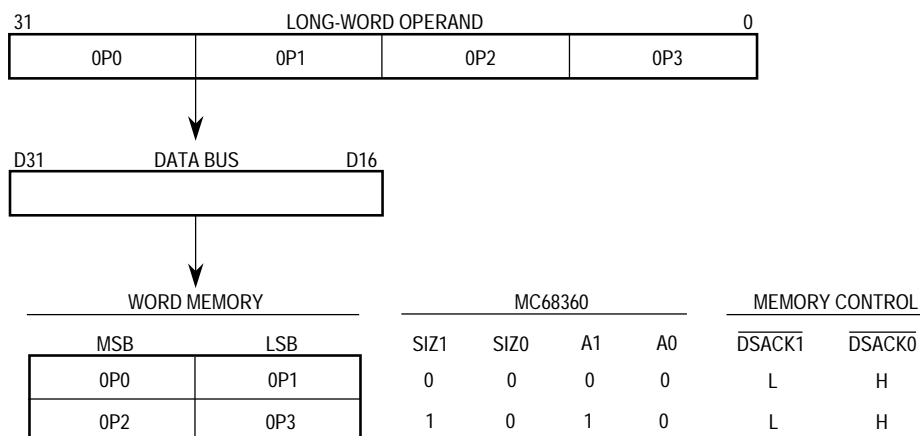 31 LONG-WORD OPERAND 0
0P0 0P1 0P2 0P3
D31 DATA BUS D16
WORD MEMORY MC68360 MEMORY CONTROL
MSB LSB SIZ1 SIZ0 A1 A0 DSACK1 DSACK0
0P0 0P1 0 0 0 0 L H
0P2 0P3 1 0 1 0 L H